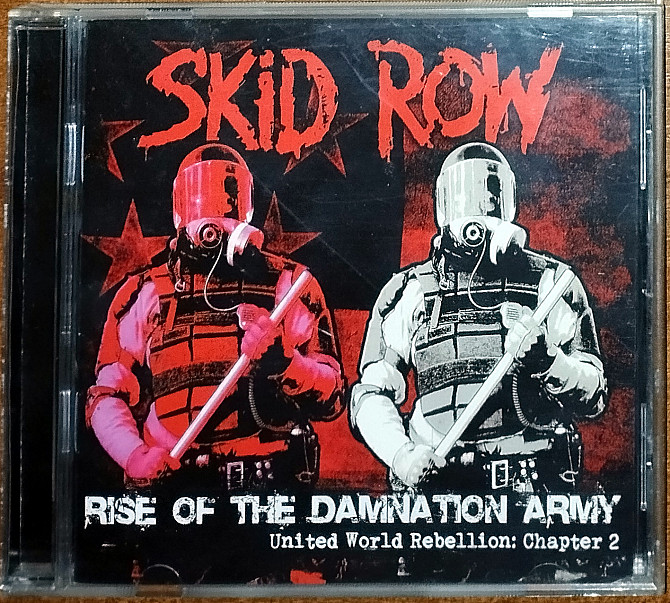 SKiD ROW
RISE OF THE DAMNATION ARMY
United World Rebellion: Chapter 2